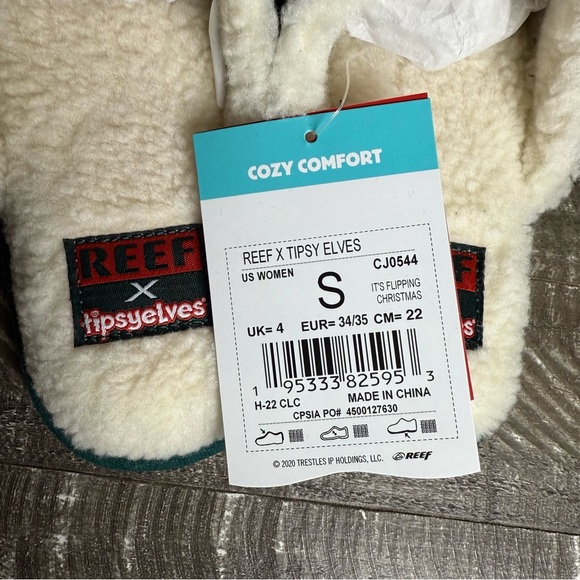 COZY COMFORT
REEF X TIPSY ELVES
US WOMEN
S
CJ0544
IT'S FLIPPING
CHRISTMAS
UK= 4 EUR= 34/35 CM= 22
1 95333 82595 3
H-22 CLC MADE IN CHINA
CPSIA PO# 4500127630
© 2020 TRESTLES IP HOLDINGS, LLC. REEF
REEF
X
tipsyelves
REEF
elves